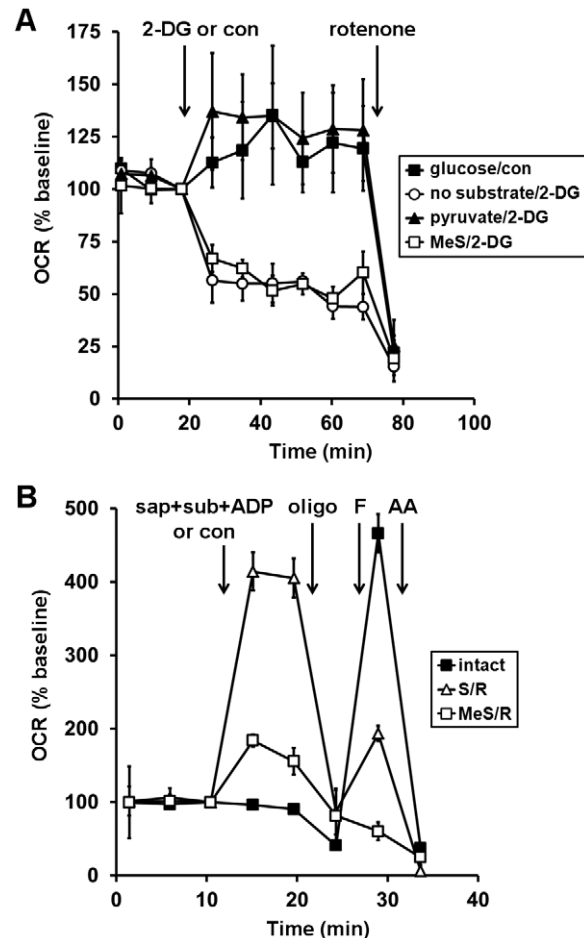 A
2-DG or con
rotenone
175
150
125
100
75
50
25
0
OCR (% baseline)
0 20 40 60 80 100
Time (min)
glucose/con
no substrate/2-DG
pyruvate/2-DG
MeS/2-DG
B
sap+sub+ADP oligo F AA
or con
500
400
300
200
100
0
OCR (% baseline)
0 10 20 30 40
Time (min)
intact
S/R
MeS/R